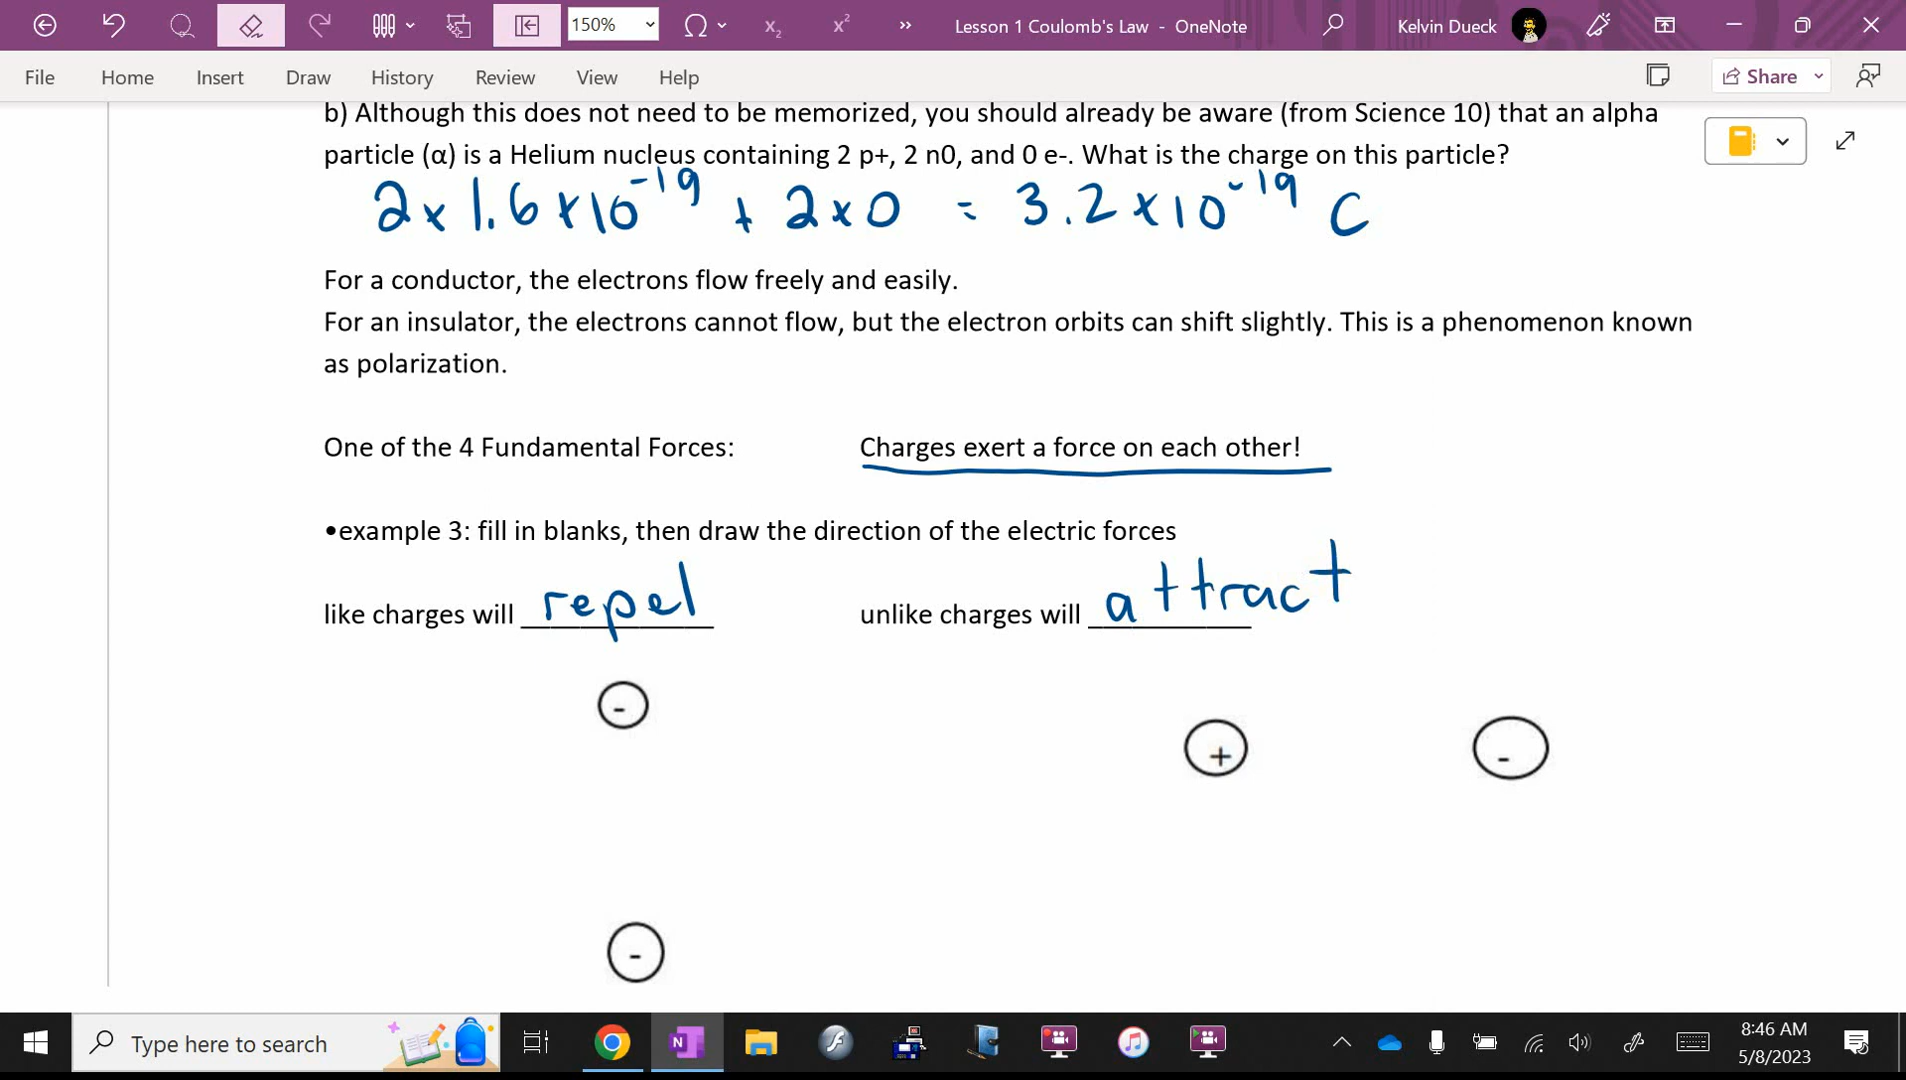 150%
Ω
x₂
x²
»
Lesson 1 Coulomb's Law - OneNote
Kelvin Dueck
File Home Insert Draw History Review View Help
Share
b) Although this does not need to be memorized, you should already be aware (from Science 10) that an alpha
particle (α) is a Helium nucleus containing 2 p+, 2 n0, and 0 e-. What is the charge on this particle?
2 x 1.6 x 10⁻¹⁹ + 2 x 0 = 3.2 x 10⁻¹⁹ C
For a conductor, the electrons flow freely and easily.
For an insulator, the electrons cannot flow, but the electron orbits can shift slightly. This is a phenomenon known
as polarization.
One of the 4 Fundamental Forces: Charges exert a force on each other!
•example 3: fill in blanks, then draw the direction of the electric forces
like charges will repel unlike charges will attract
-
+ -
-
Type here to search
N
8:46 AM
5/8/2023